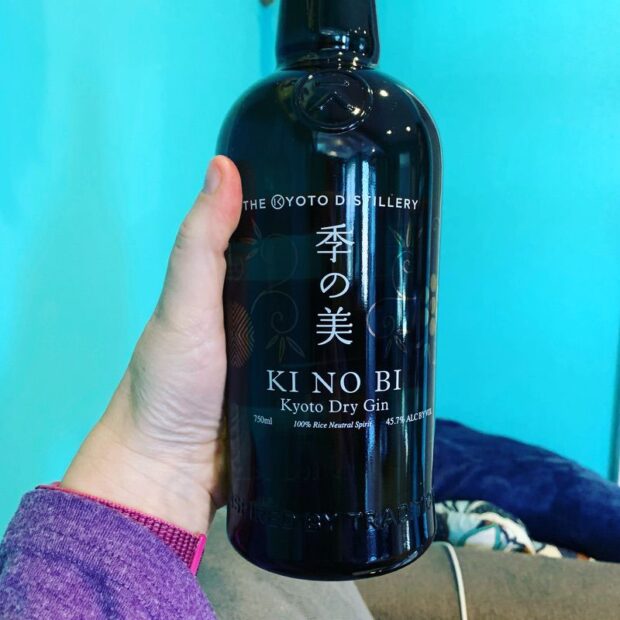 THE KYOTO DISTILLERY
季の美
KI NO BI
Kyoto Dry Gin
750ml 100% Rice Neutral Spirit 45.7% ALC BY VOL
BY